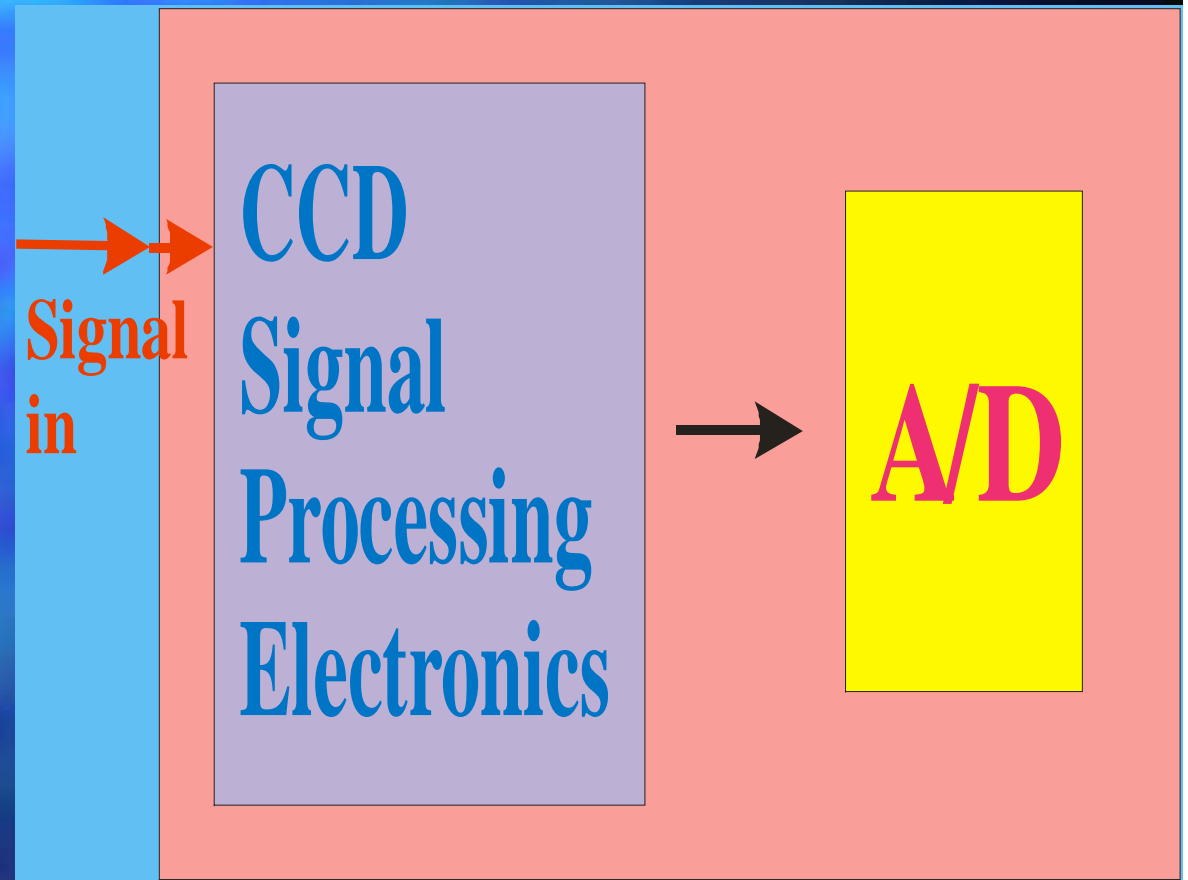 Signal
in
CCD
Signal
Processing
Electronics
A/D